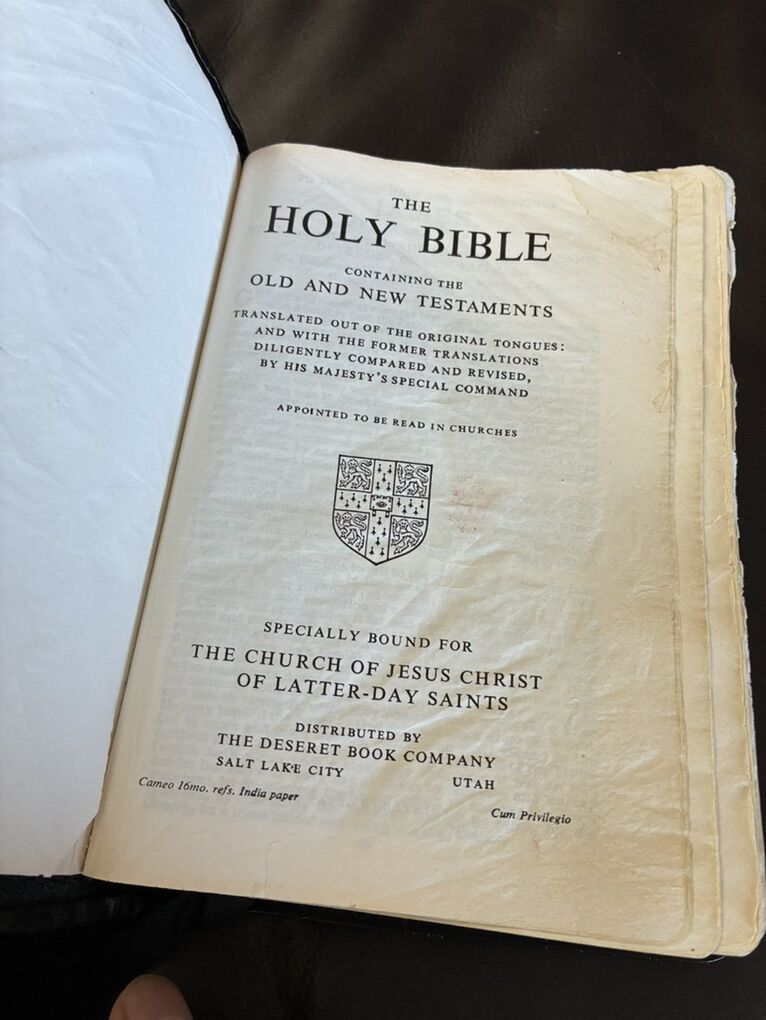 THE
HOLY BIBLE
CONTAINING THE
OLD AND NEW TESTAMENTS
TRANSLATED OUT OF THE ORIGINAL TONGUES:
AND WITH THE FORMER TRANSLATIONS
DILIGENTLY COMPARED AND REVISED,
BY HIS MAJESTY'S SPECIAL COMMAND
APPOINTED TO BE READ IN CHURCHES
SPECIALLY BOUND FOR
THE CHURCH OF JESUS CHRIST
OF LATTER-DAY SAINTS
DISTRIBUTED BY
THE DESERET BOOK COMPANY
SALT LAKE CITY UTAH
Cameo 16mo. refs. India paper
Cum Privilegio